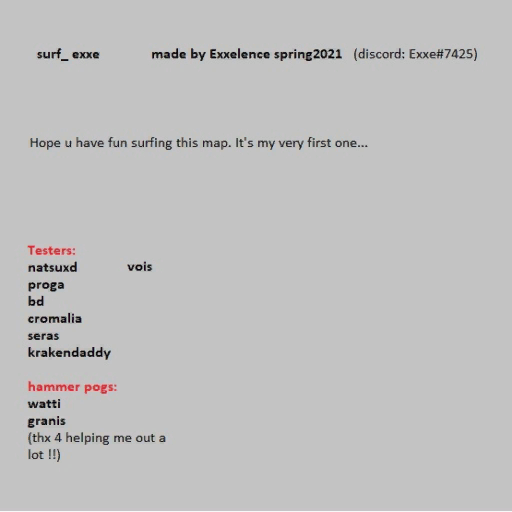 surf_ exxe made by Exxelence spring2021 (discord: Exxe#7425)
Hope u have fun surfing this map. It's my very first one...
Testers:
natsuxd vois
proga
bd
cromalia
seras
krakendaddy
hammer pogs:
watti
granis
(thx 4 helping me out a
lot !!)